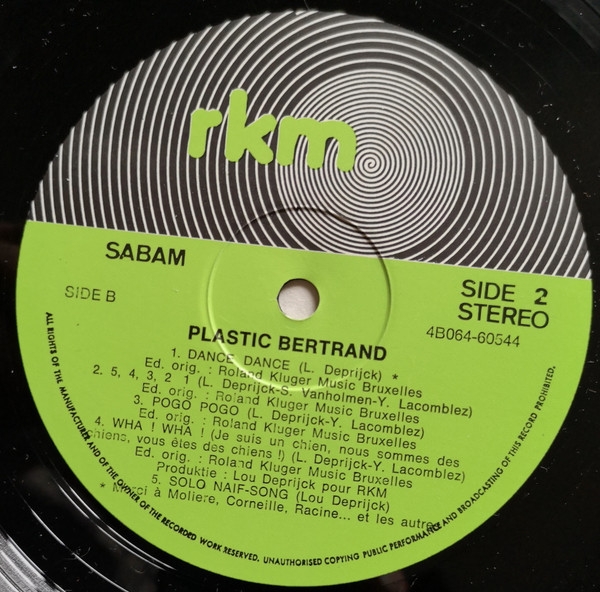 rkm
SABAM
SIDE 2
SIDE B
STEREO
4B064-60544
PLASTIC BERTRAND
1. DANCE DANCE (L. Deprijck) *
Ed. orig. : Roland Kluger Music Bruxelles
2. 5, 4, 3, 2 1 (L. Deprijck-S. Vanholmen-Y. Lacomblez)
Ed. orig. : Roland Kluger Music Bruxelles
3. POGO POGO (L. Deprijck-Y. Lacomblez)
Ed. orig. : Roland Kluger Music Bruxelles
4. WHA ! WHA ! (Je suis un chien, nous sommes des
chiens, vous êtes des chiens !) (L. Deprijck-Y. Lacomblez)
Ed. orig. : Roland Kluger Music Bruxelles
Produktie : Lou Deprijck pour RKM
5. SOLO NAIF-SONG (Lou Deprijck)
* Merci à Moliere, Corneille, Racine... et les autres
ALL RIGHTS OF THE MANUFACTURER AND OF THE OWNER OF THE RECORDED WORK RESERVED. UNAUTHORISED COPYING PUBLIC PERFORMANCE AND BROADCASTING OF THIS RECORD PROHIBITED.